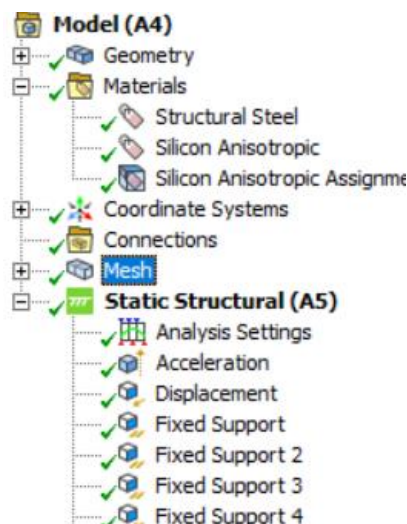 Model (A4)
Geometry
Materials
Structural Steel
Silicon Anisotropic
Silicon Anisotropic Assignme
Coordinate Systems
Connections
Mesh
Static Structural (A5)
Analysis Settings
Acceleration
Displacement
Fixed Support
Fixed Support 2
Fixed Support 3
Fixed Support 4